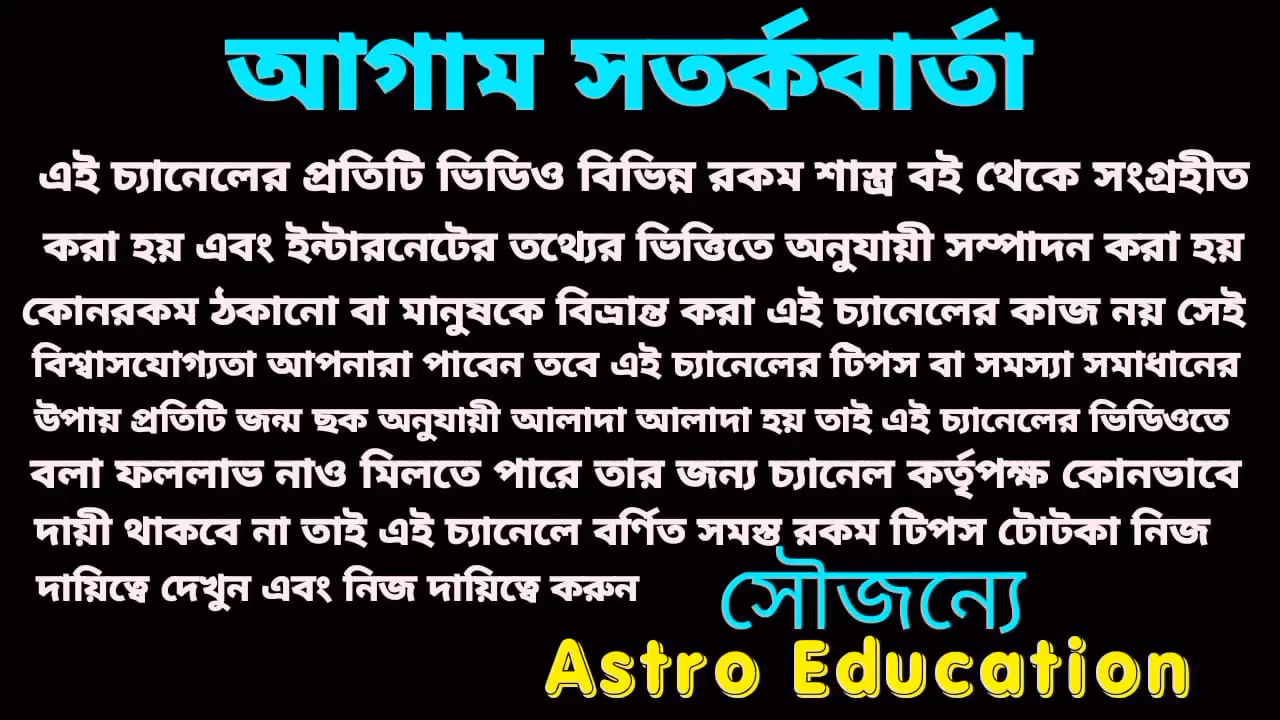 আগাম সতর্কবার্তা
এই চ্যানেলের প্রতিটি ভিডিও বিভিন্ন রকম শাস্ত্র বই থেকে সংগ্রহীত
করা হয় এবং ইন্টারনেটের তথ্যের ভিত্তিতে অনুযায়ী সম্পাদন করা হয়
কোনরকম ঠকানো বা মানুষকে বিভ্রান্ত করা এই চ্যানেলের কাজ নয় সেই
বিশ্বাসযোগ্যতা আপনারা পাবেন তবে এই চ্যানেলের টিপস বা সমস্যা সমাধানের
উপায় প্রতিটি জন্ম ছক অনুযায়ী আলাদা আলাদা হয় তাই এই চ্যানেলের ভিডিওতে
বলা ফললাভ নাও মিলতে পারে তার জন্য চ্যানেল কর্তৃপক্ষ কোনভাবে
দায়ী থাকবে না তাই এই চ্যানেলে বর্ণিত সমস্ত রকম টিপস টোটকা নিজ
দায়িত্বে দেখুন এবং নিজ দায়িত্বে করুন
সৌজন্যে
Astro Education